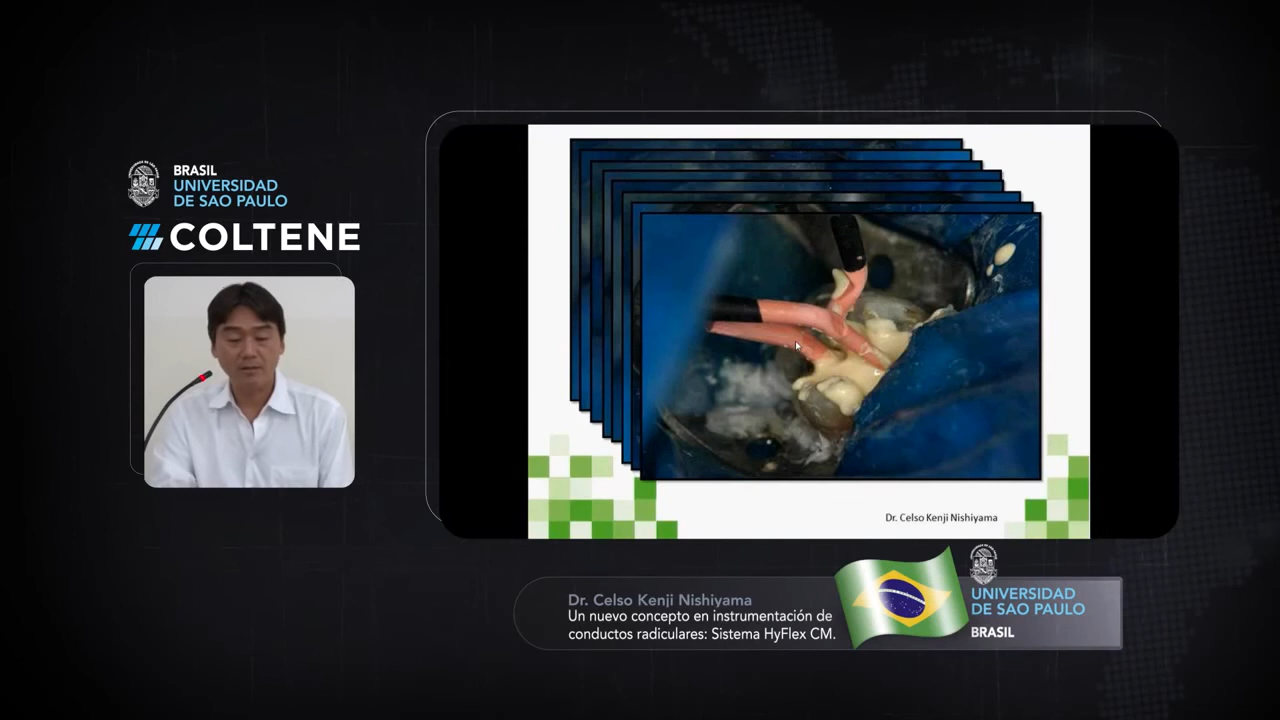 BRASIL
UNIVERSIDAD
DE SAO PAULO
COLTENE
Dr. Celso Kenji Nishiyama
Dr. Celso Kenji Nishiyama
Un nuevo concepto en instrumentación de
conductos radiculares: Sistema HyFlex CM.
UNIVERSIDAD
DE SAO PAULO
BRASIL